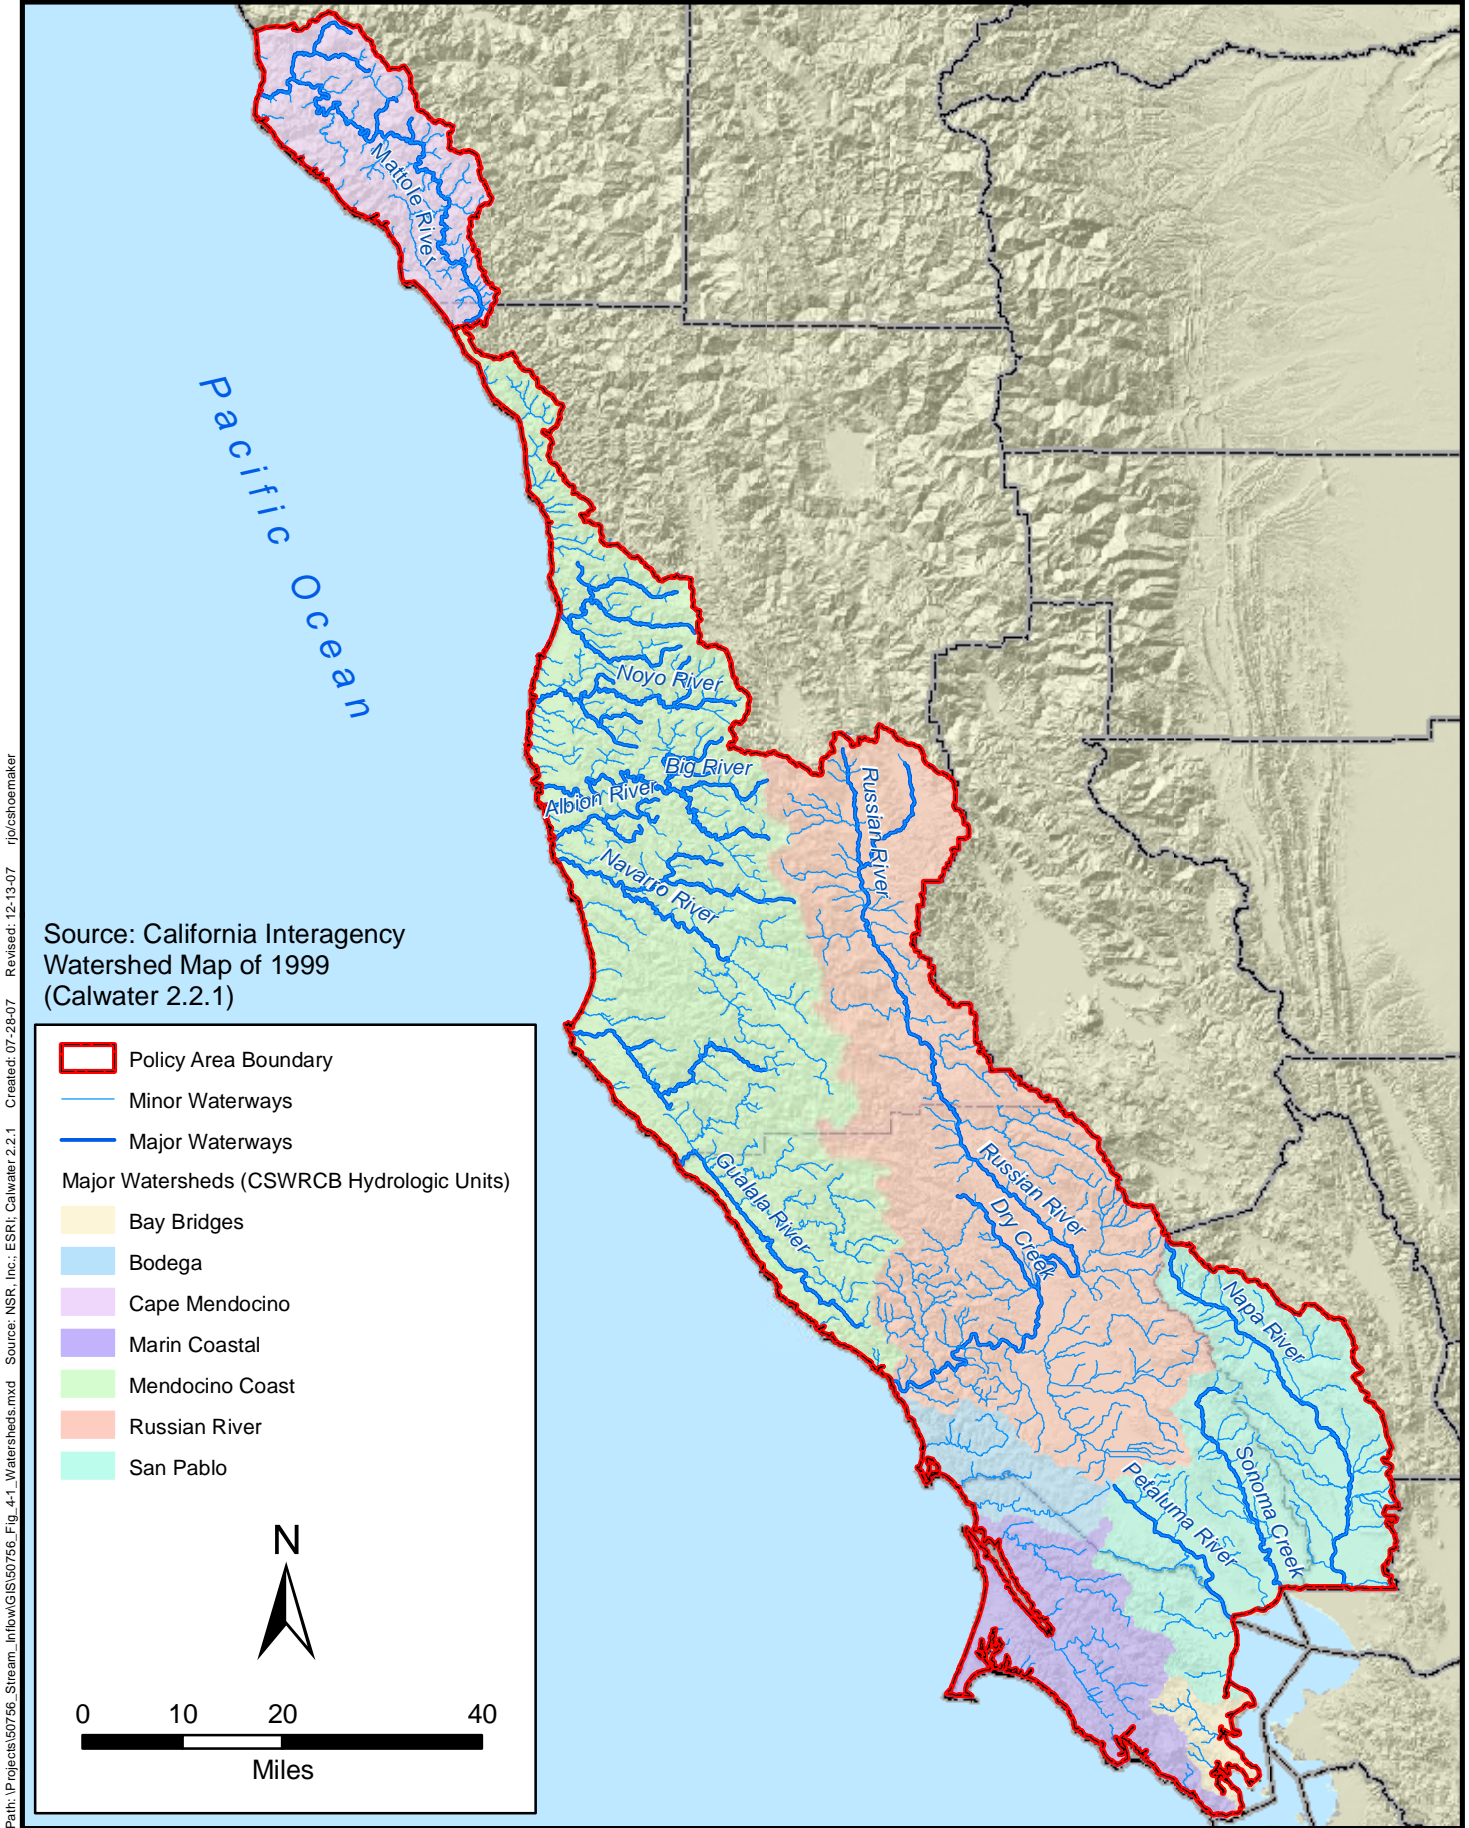 Mattole River
Pacific Ocean
Noyo River
Big River
Albion River
Russian River
Navarro River
Source: California Interagency
Watershed Map of 1999
(Calwater 2.2.1)
Policy Area Boundary
Minor Waterways
Major Waterways
Major Watersheds (CSWRCB Hydrologic Units)
Bay Bridges
Bodega
Cape Mendocino
Marin Coastal
Mendocino Coast
Russian River
San Pablo
N
0 10 20 40
Miles
Gualala River
Russian River
Dry Creek
Napa River
Sonoma Creek
Petaluma River
Path: \Projects\50756_Stream_Inflow\GIS\50756_Fig_4-1_Watersheds.mxd Source: NSR, Inc.; ESRI; Calwater 2.2.1 Created: 07-28-07 Revised: 12-13-07 rjo/cshoemaker